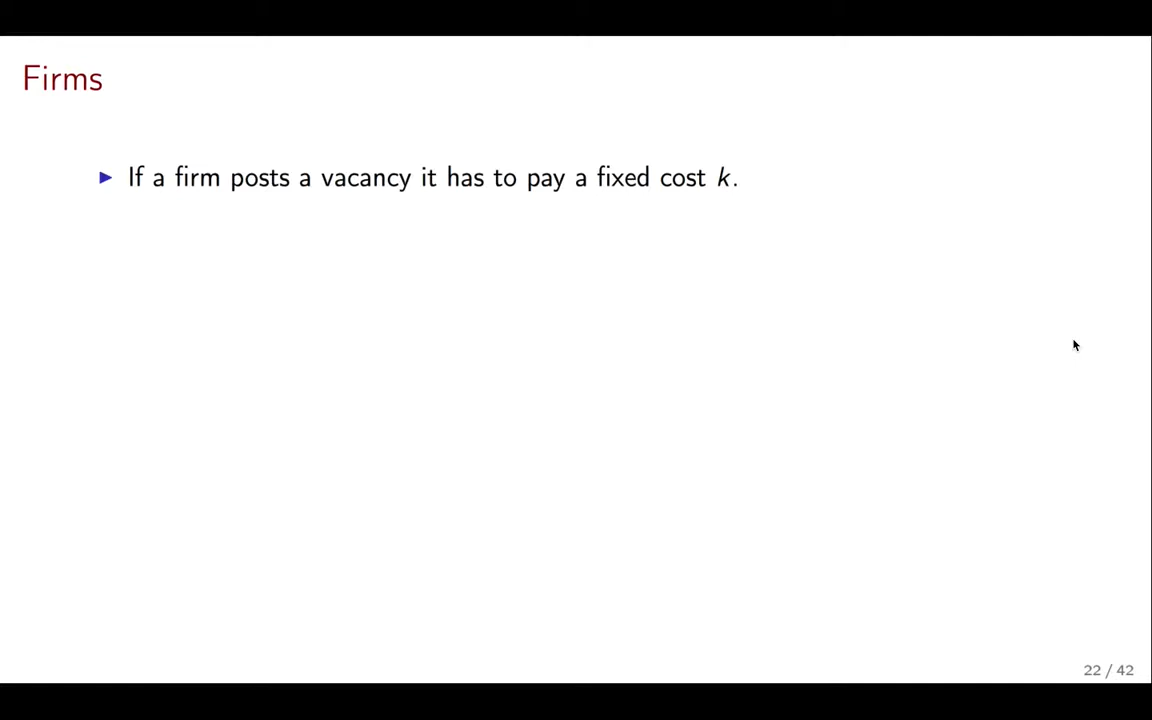 Firms
▶ If a firm posts a vacancy it has to pay a fixed cost k.
22 / 42